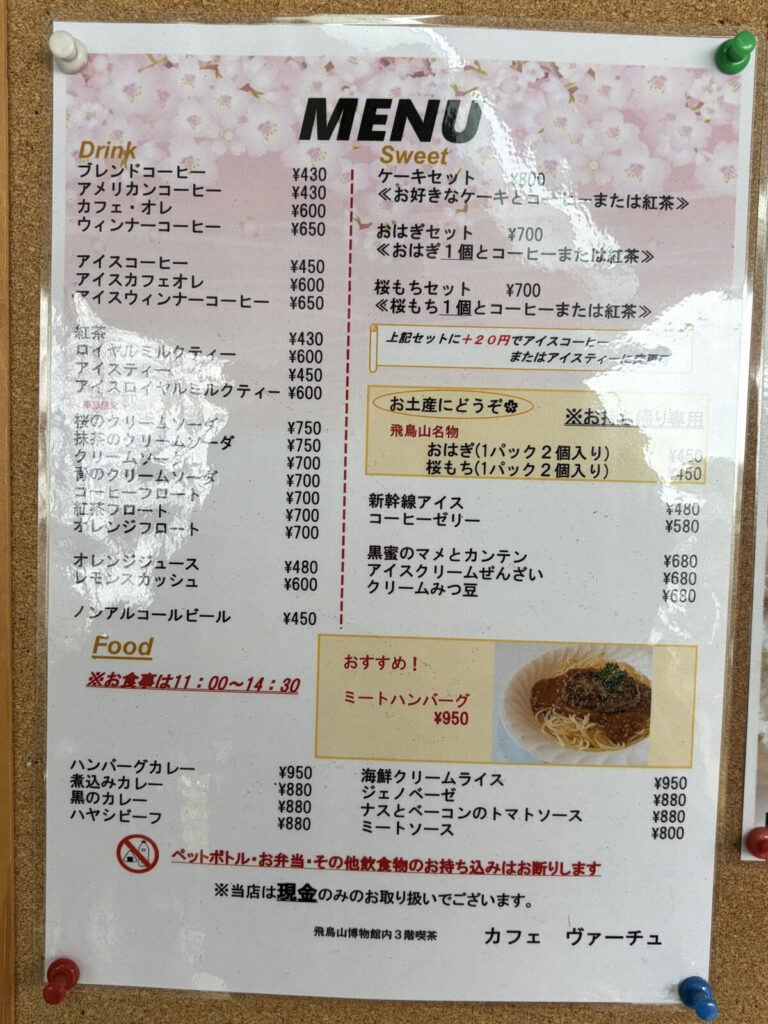 MENU
Drink
ブレンドコーヒー ¥430
アメリカンコーヒー ¥430
カフェ・オレ ¥600
ウィンナーコーヒー ¥650
アイスコーヒー ¥450
アイスカフェオレ ¥600
アイスウィンナーコーヒー ¥650
紅茶 ¥430
ロイヤルミルクティー ¥600
アイスティー ¥450
アイスロイヤルミルクティー ¥600
桜のクリームソーダ ¥750
抹茶のクリームソーダ ¥750
クリームソーダ ¥700
青のクリームソーダ ¥700
コーヒーフロート ¥700
紅茶フロート ¥700
オレンジフロート ¥700
オレンジジュース ¥480
レモンスカッシュ ¥600
ノンアルコールビール ¥450
Sweet
ケーキセット ¥800
≪お好きなケーキとコーヒーまたは紅茶≫
おはぎセット ¥700
≪おはぎ1個とコーヒーまたは紅茶≫
桜もちセット ¥700
≪桜もち1個とコーヒーまたは紅茶≫
上記セットに+20円でアイスコーヒー
またはアイスティーに変更可
お土産にどうぞ
※お持ち帰り専用
飛鳥山名物
おはぎ(1パック2個入り) ¥450
桜もち(1パック2個入り) ¥450
新幹線アイス ¥480
コーヒーゼリー ¥580
黒蜜のマメとカンテン ¥680
アイスクリームぜんざい ¥680
クリームみつ豆 ¥680
Food
※お食事は11:00~14:30
おすすめ!
ミートハンバーグ
¥950
ハンバーグカレー ¥950
煮込みカレー ¥880
黒のカレー ¥880
ハヤシビーフ ¥880
海鮮クリームライス ¥950
ジェノベーゼ ¥880
ナスとベーコンのトマトソース ¥880
ミートソース ¥800
ペットボトル・お弁当・その他飲食物のお持ち込みはお断りします
※当店は現金のみのお取り扱いでございます。
飛鳥山博物館内3階喫茶 カフェ ヴァーチュ